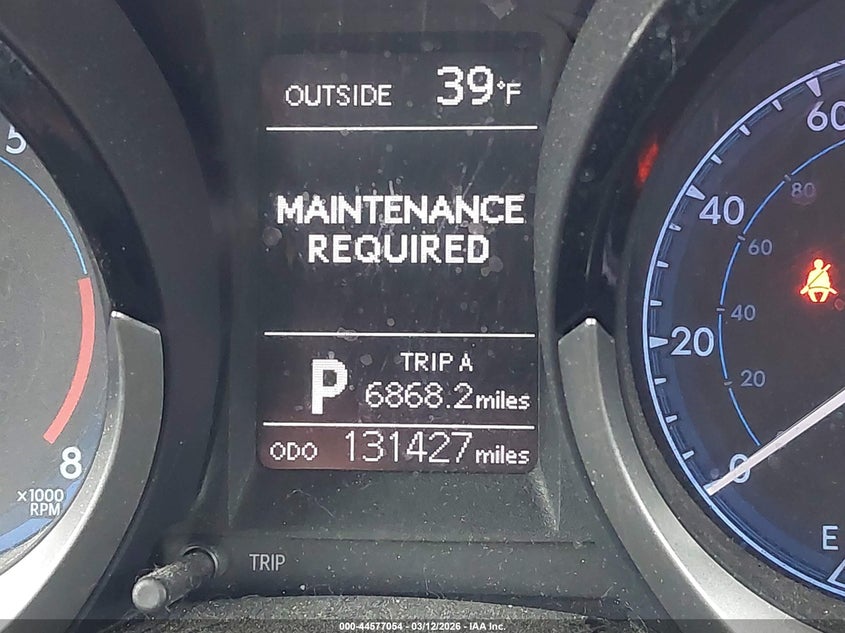 OUTSIDE 39°F
MAINTENANCE
REQUIRED
P
TRIP A
6868.2 miles
ODO 131427 miles
5
8
×1000
RPM
TRIP
60
40
20
0
80
60
40
20
E
000-44577054 - 03/12/2026 - IAA Inc.